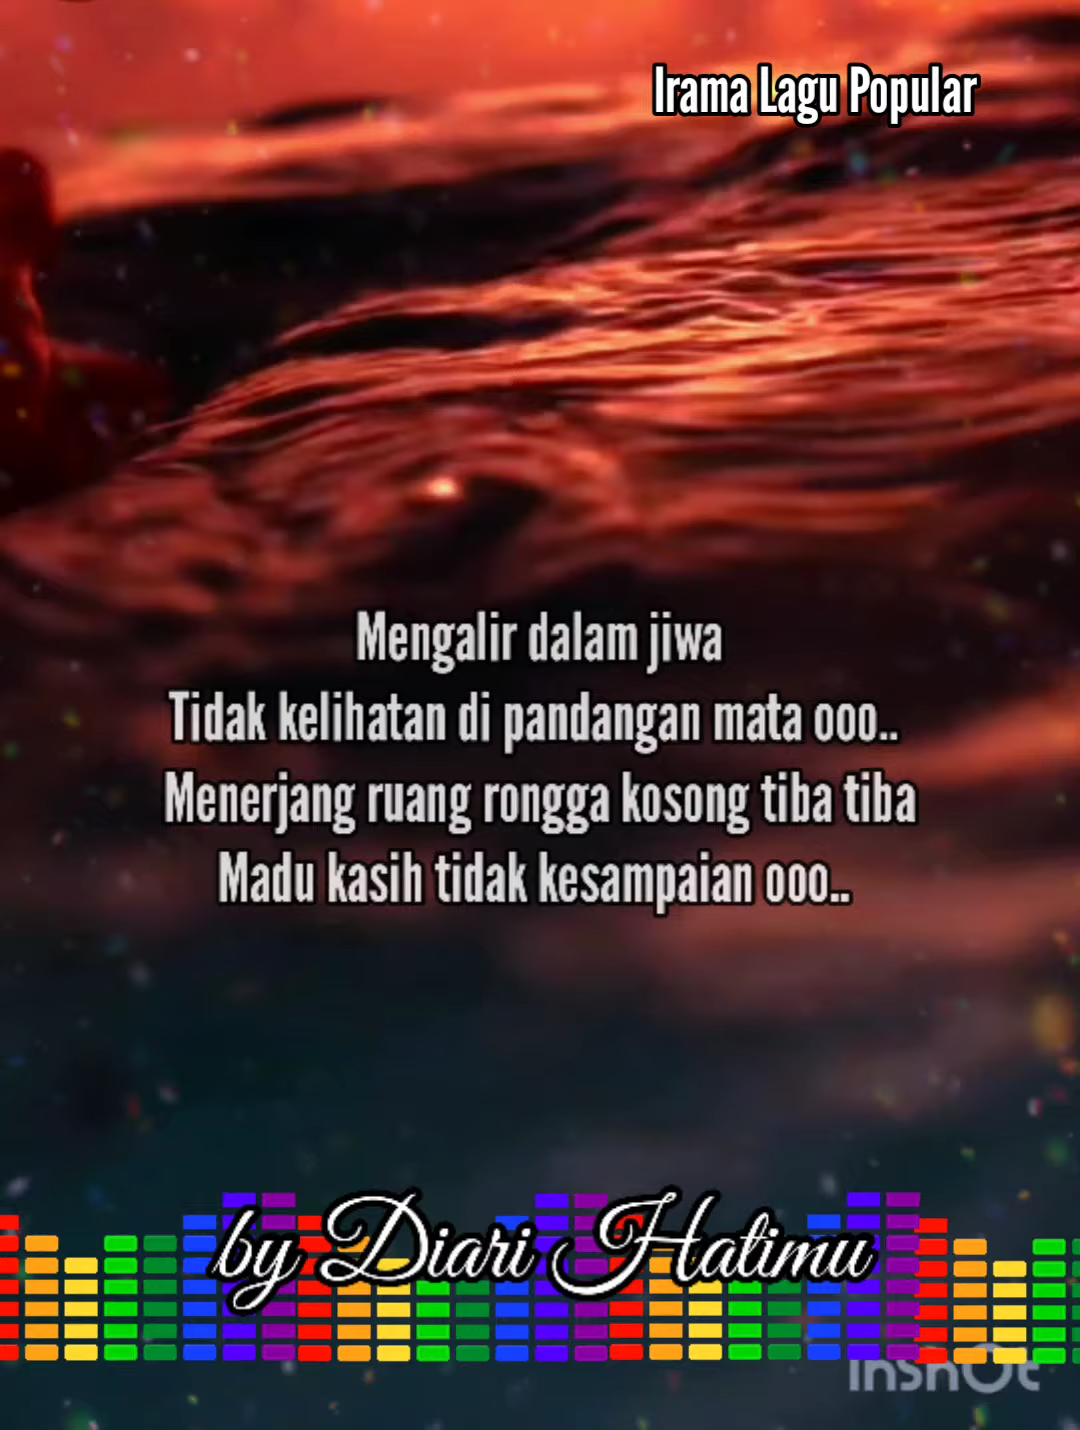 Irama Lagu Popular
Mengalir dalam jiwa
Tidak kelihatan di pandangan mata ooo..
Menerjang ruang rongga kosong tiba tiba
Madu kasih tidak kesampaian ooo..
by Diari Hatimu
InShOt